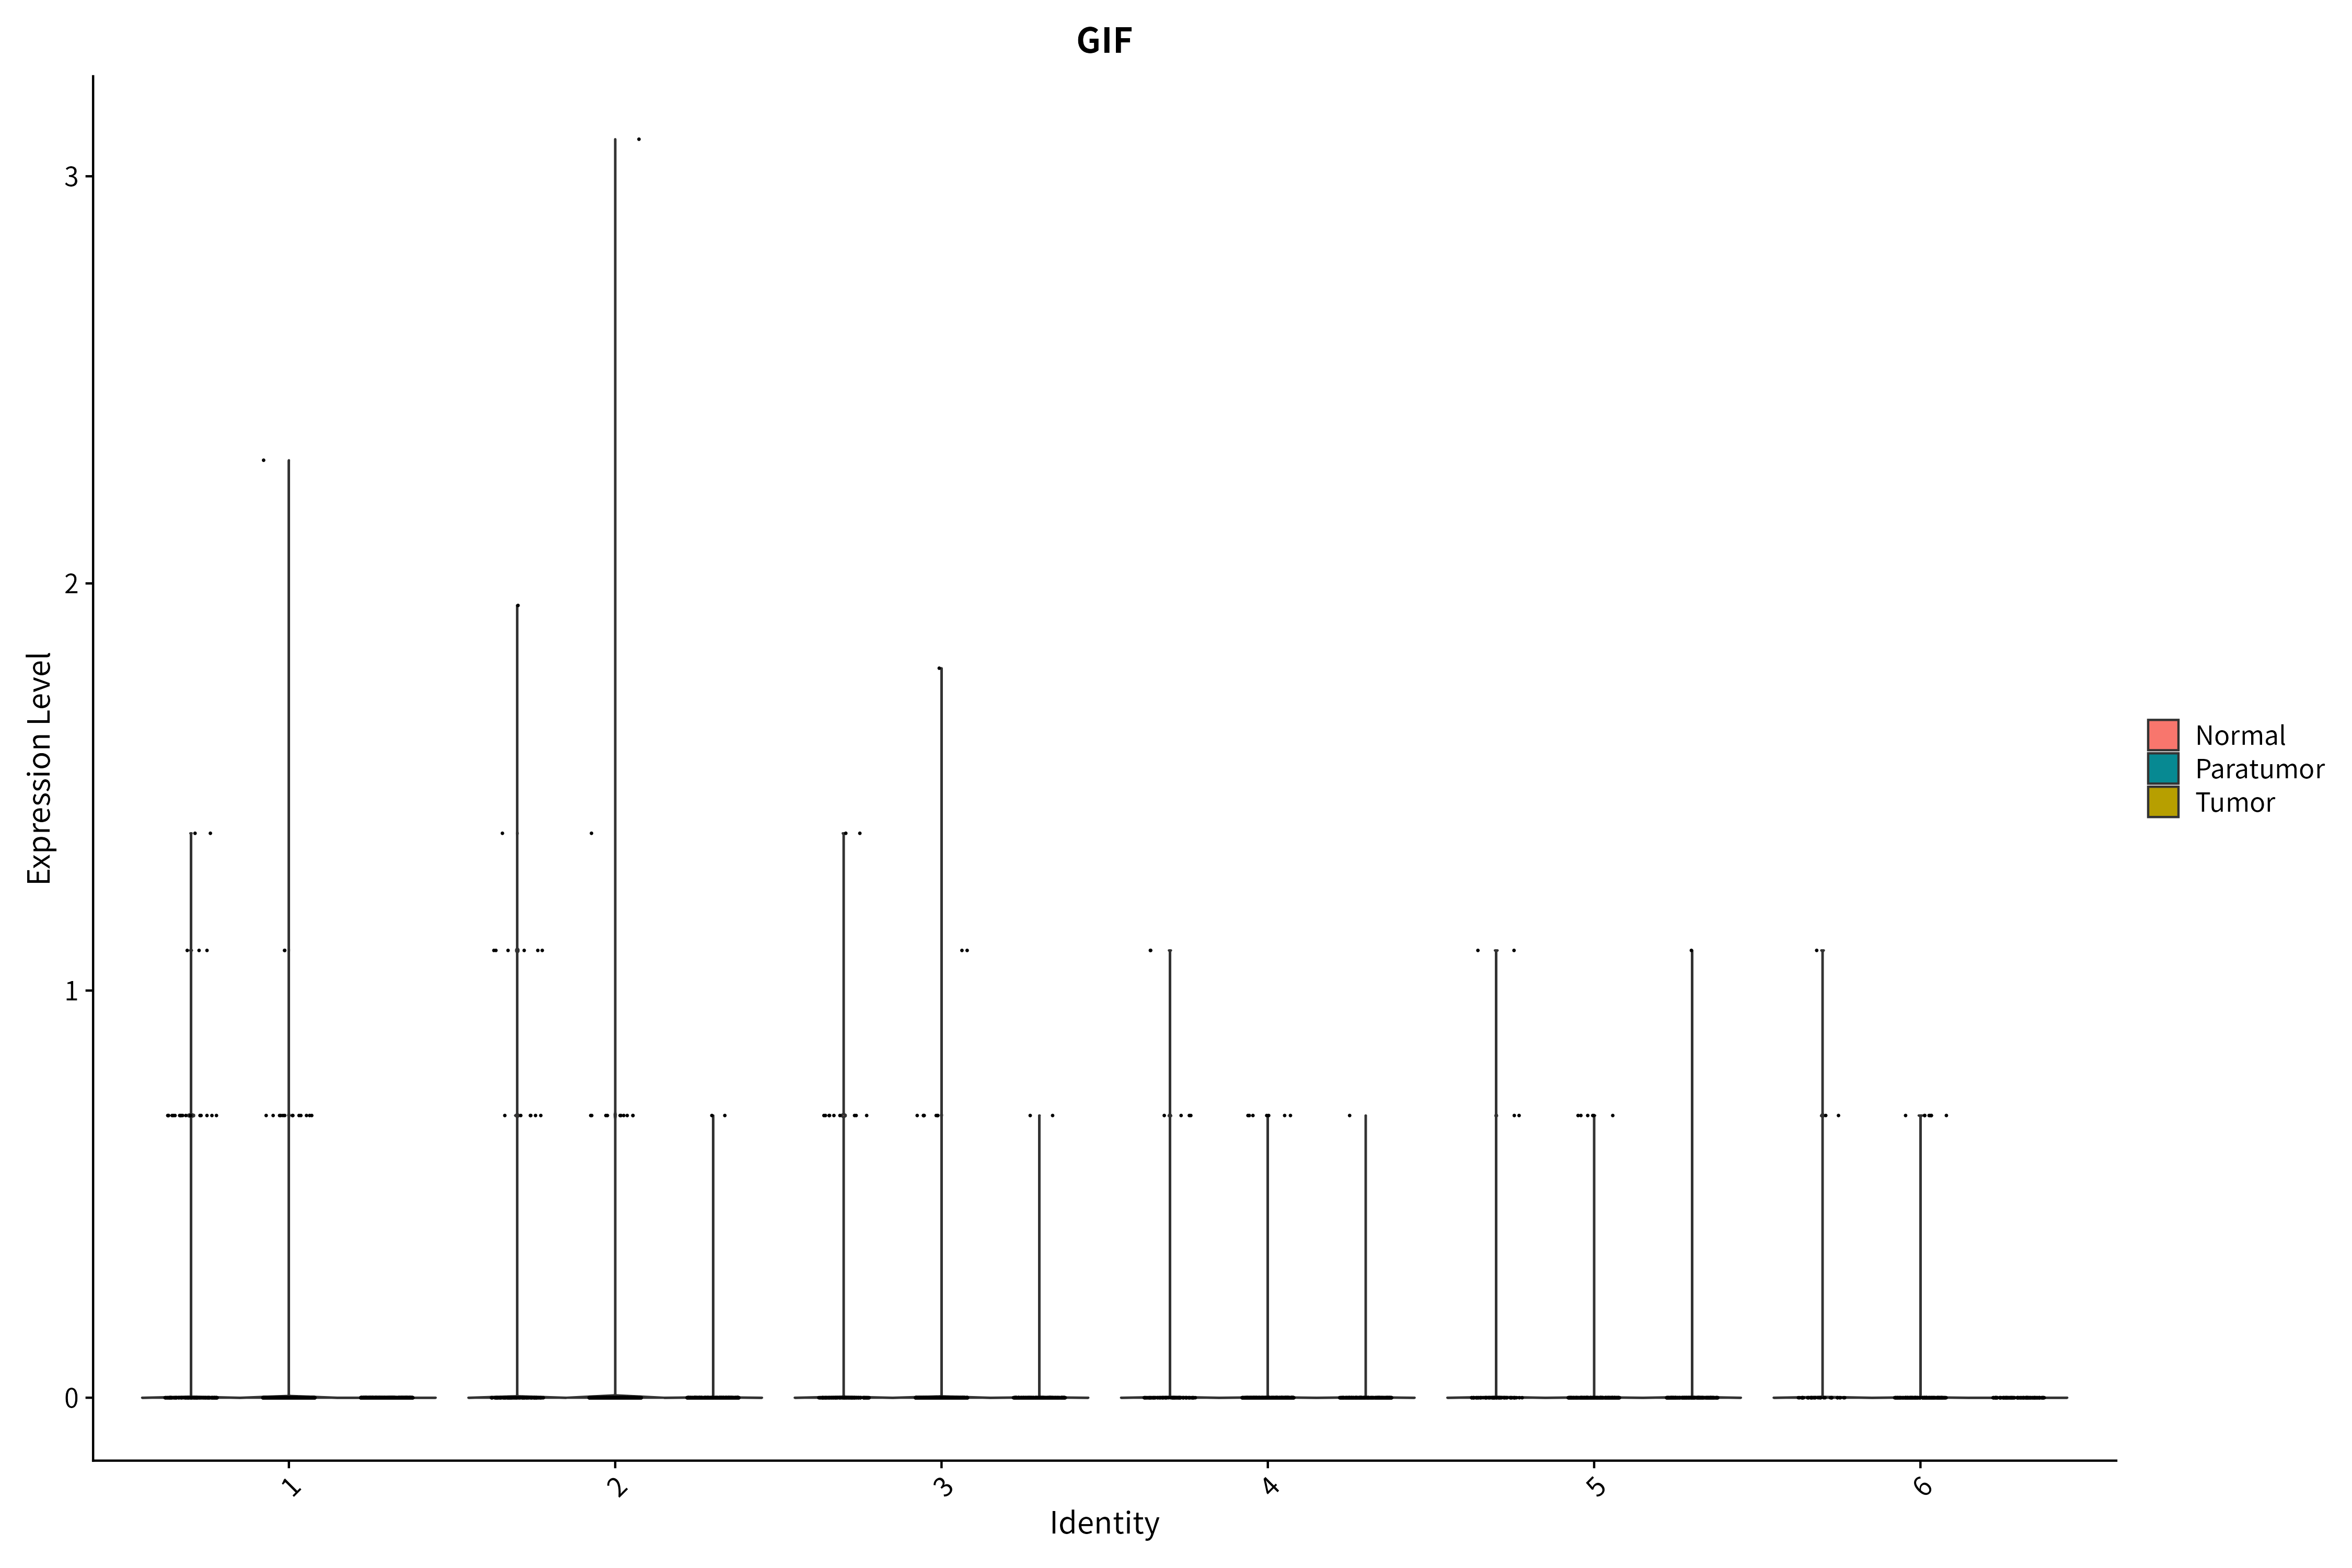 GIF
Expression Level
3
2
1
0
1
2
3
4
5
6
Identity
Normal
Paratumor
Tumor